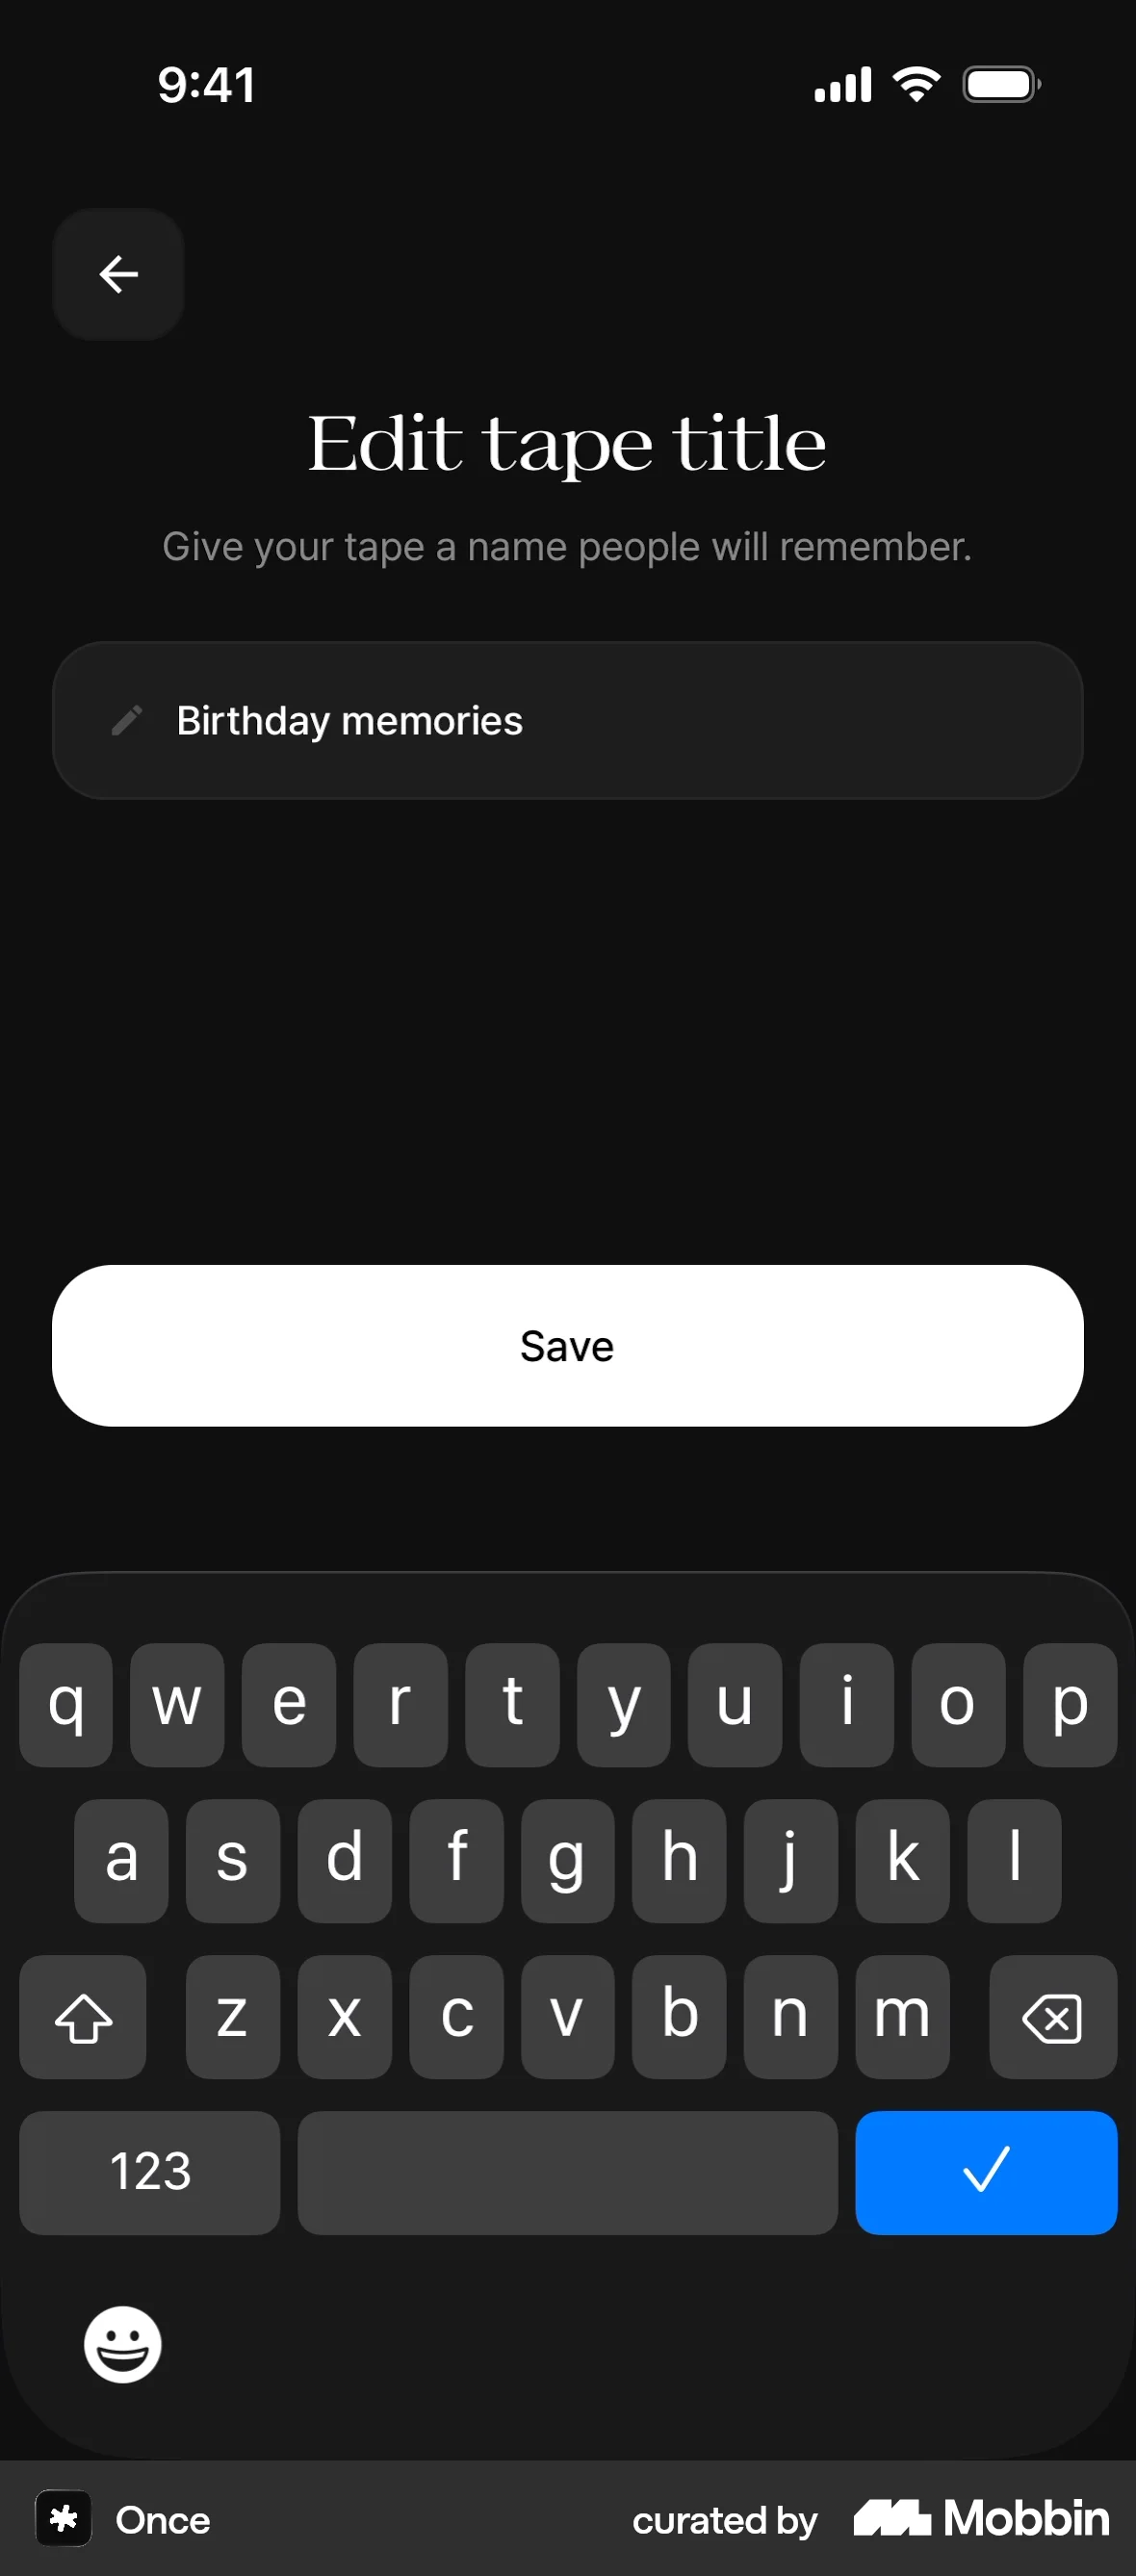 9:41
Edit tape title
Give your tape a name people will remember.
Birthday memories
Save
q w e r t y u i o p
a s d f g h j k l
z x c v b n m
123
Once curated by Mobbin